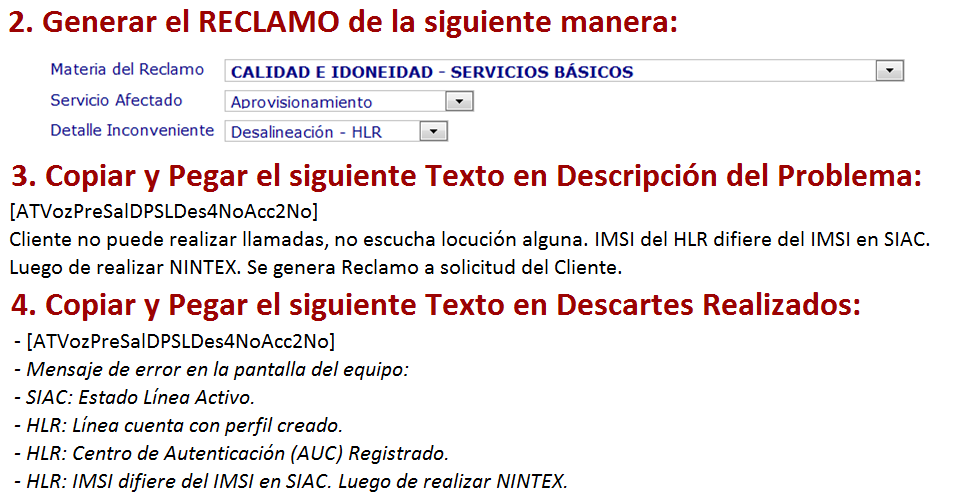 2. Generar el RECLAMO de la siguiente manera:
Materia del Reclamo CALIDAD E IDONEIDAD - SERVICIOS BÁSICOS
Servicio Afectado Aprovisionamiento
Detalle Inconveniente Desalineación - HLR
3. Copiar y Pegar el siguiente Texto en Descripción del Problema:
[ATVozPreSalDPSLDes4NoAcc2No]
Cliente no puede realizar llamadas, no escucha locución alguna. IMSI del HLR difiere del IMSI en SIAC.
Luego de realizar NINTEX. Se genera Reclamo a solicitud del Cliente.
4. Copiar y Pegar el siguiente Texto en Descartes Realizados:
- [ATVozPreSalDPSLDes4NoAcc2No]
- Mensaje de error en la pantalla del equipo:
- SIAC: Estado Línea Activo.
- HLR: Línea cuenta con perfil creado.
- HLR: Centro de Autenticación (AUC) Registrado.
- HLR: IMSI difiere del IMSI en SIAC. Luego de realizar NINTEX.